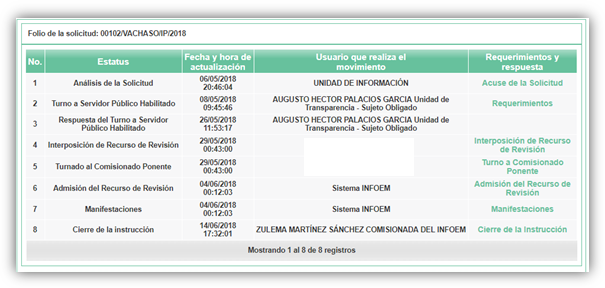 Folio de la solicitud: 00102/VACHASO/IP/2018
No. Estatus Fecha y hora de actualización Usuario que realiza el movimiento Requerimientos y respuesta
1 Análisis de la Solicitud 06/05/2018 20:46:04 UNIDAD DE INFORMACIÓN Acuse de la Solicitud
2 Turno a Servidor Público Habilitado 08/05/2018 09:45:46 AUGUSTO HECTOR PALACIOS GARCIA Unidad de Transparencia - Sujeto Obligado Requerimientos
3 Respuesta del Turno a Servidor Público Habilitado 26/05/2018 11:53:17 AUGUSTO HECTOR PALACIOS GARCIA Unidad de Transparencia - Sujeto Obligado
4 Interposición de Recurso de Revisión 29/05/2018 00:43:00 Interposición de Recurso de Revisión
5 Turnado al Comisionado Ponente 29/05/2018 00:43:00 Turno a Comisionado Ponente
6 Admisión del Recurso de Revisión 04/06/2018 00:12:03 Sistema INFOEM Admisión del Recurso de Revisión
7 Manifestaciones 04/06/2018 00:12:03 Sistema INFOEM Manifestaciones
8 Cierre de la instrucción 14/06/2018 17:32:01 ZULEMA MARTÍNEZ SÁNCHEZ COMISIONADA DEL INFOEM Cierre de la Instrucción
Mostrando 1 al 8 de 8 registros